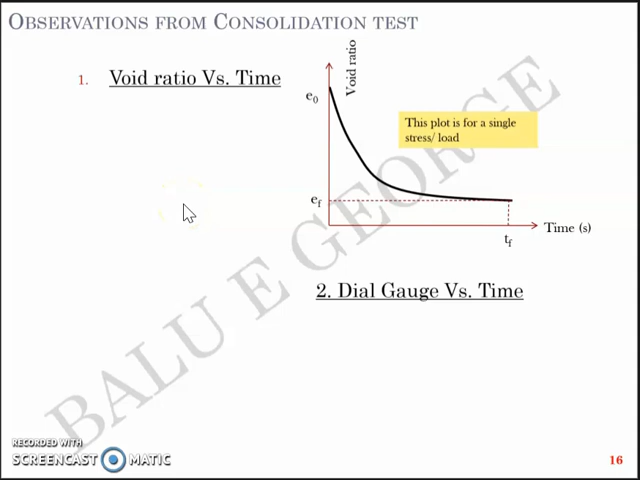 OBSERVATIONS FROM CONSOLIDATION TEST
1. Void ratio Vs. Time
Void ratio
e0
This plot is for a single
stress/ load
ef
Time (s)
tf
2. Dial Gauge Vs. Time
BALU E GEORGE
RECORDED WITH
SCREENCAST MATIC
16